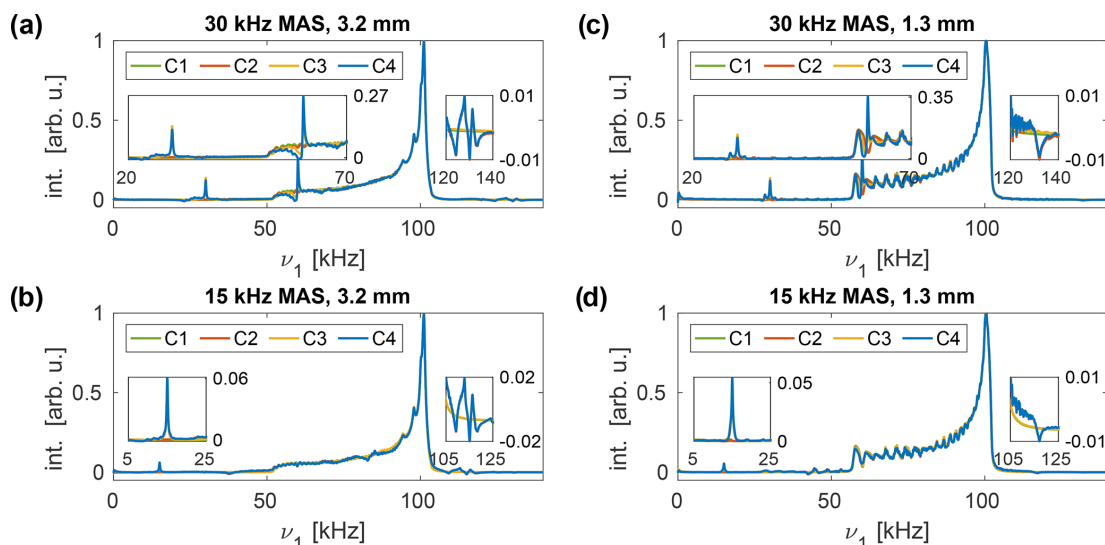 (a)
30 kHz MAS, 3.2 mm
1
C1 C2 C3 C4
0.27
0.01
0.5
int. [arb. u.]
0
-0.01
20 70 120 140
0
0 50 100
ν1 [kHz]
(c)
30 kHz MAS, 1.3 mm
1
C1 C2 C3 C4
0.35
0.01
0.5
int. [arb. u.]
0
-0.01
20 70 120 140
0
0 50 100
ν1 [kHz]
(b)
15 kHz MAS, 3.2 mm
1
C1 C2 C3 C4
0.06
0.02
0.5
int. [arb. u.]
0
-0.02
5 25 105 125
0
0 50 100
ν1 [kHz]
(d)
15 kHz MAS, 1.3 mm
1
C1 C2 C3 C4
0.05
0.01
0.5
int. [arb. u.]
0
-0.01
5 25 105 125
0
0 50 100
ν1 [kHz]